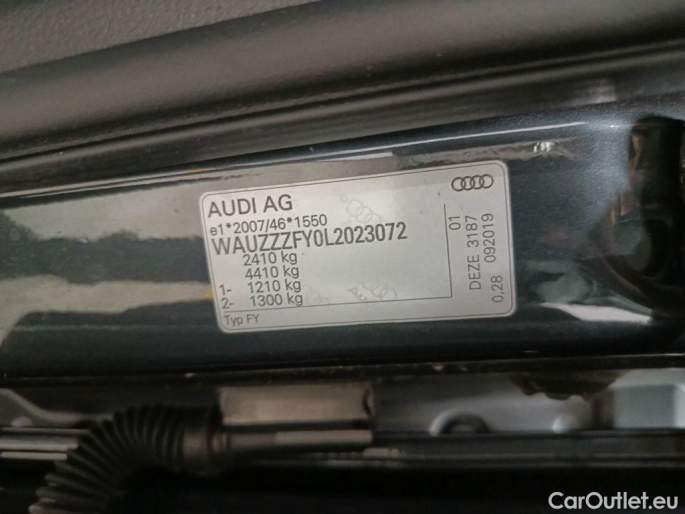 AUDI AG
e1*2007/46*1550
WAUZZZFY0L2023072
2410 kg
4410 kg
1- 1210 kg
2- 1300 kg
Typ FY
01
DEZE 3187
0,28 092019
CarOutlet.eu